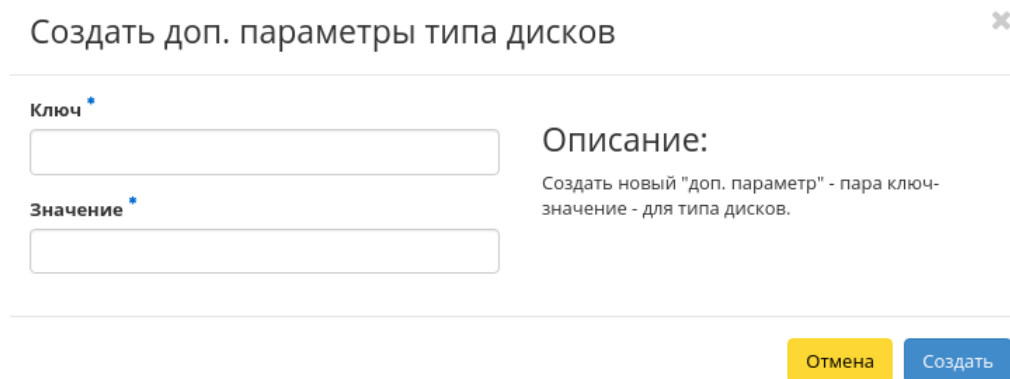 Создать доп. параметры типа дисков
Ключ *
Значение *
Описание:
Создать новый "доп. параметр" - пара ключ-
значение - для типа дисков.
Отмена
Создать